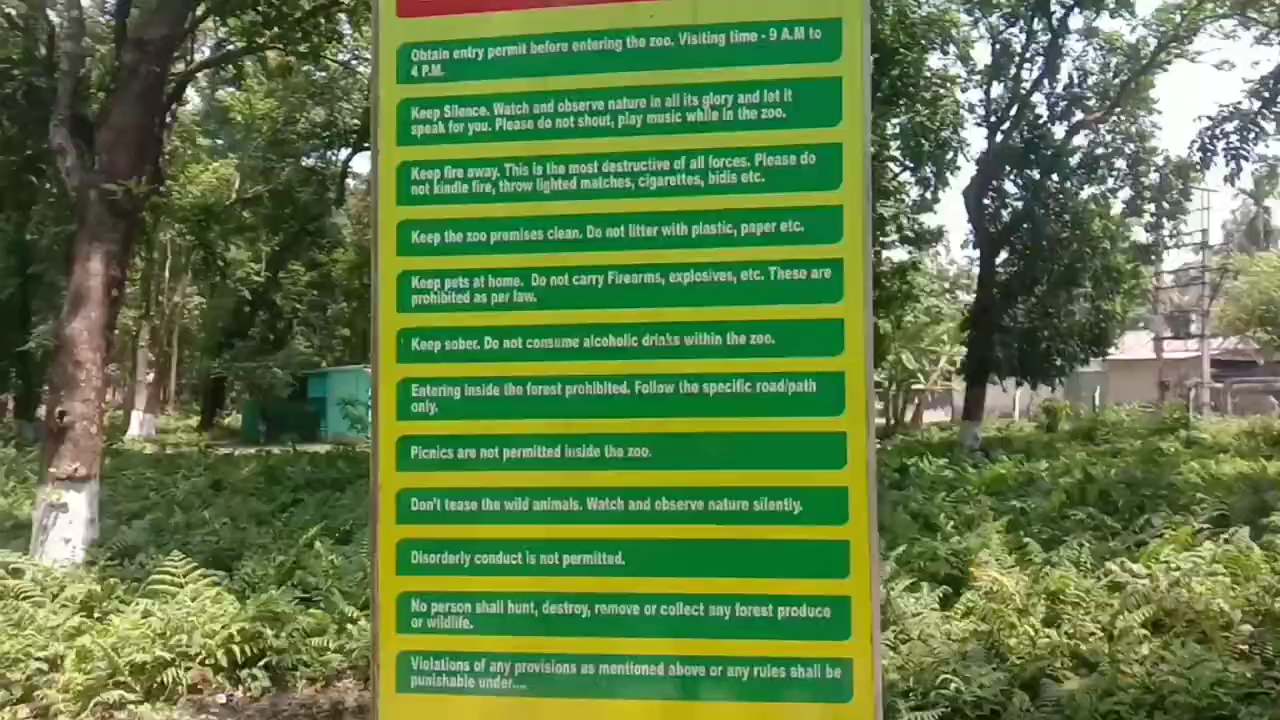 Obtain entry permit before entering the zoo. Visiting time - 9 A.M to
4 P.M.
Keep Silence. Watch and observe nature in all its glory and let it
speak for you. Please do not shout, play music while in the zoo.
Keep fire away. This is the most destructive of all forces. Please do
not kindle fire, throw lighted matches, cigarettes, bidis etc.
Keep the zoo premises clean. Do not litter with plastic, paper etc.
Keep pets at home. Do not carry Firearms, explosives, etc. These are
prohibited as per law.
Keep sober. Do not consume alcoholic drinks within the zoo.
Entering inside the forest prohibited. Follow the specific road/path
only.
Picnics are not permitted inside the zoo.
Don't tease the wild animals. Watch and observe nature silently.
Disorderly conduct is not permitted.
No person shall hunt, destroy, remove or collect any forest produce
or wildlife.
Violations of any provisions as mentioned above or any rules shall be
punishable under....